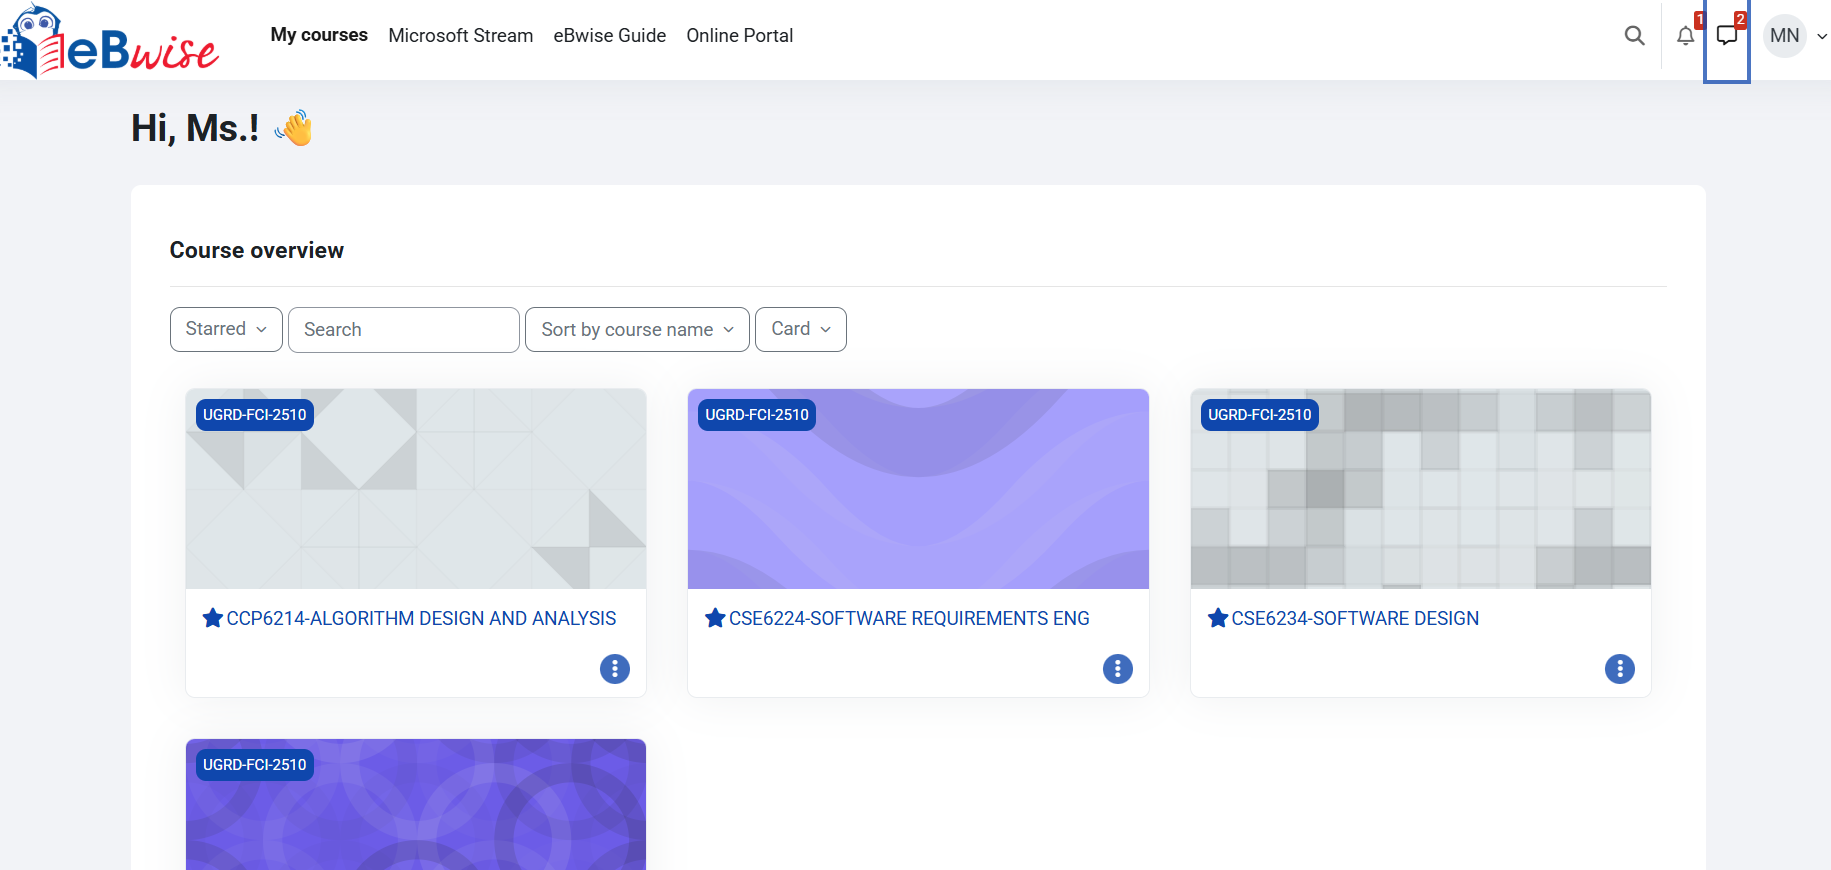 eBwise
My courses Microsoft Stream eBwise Guide Online Portal
1
2
MN
Hi, Ms.! 👋
Course overview
Starred
Search
Sort by course name
Card
UGRD-FCI-2510
UGRD-FCI-2510
UGRD-FCI-2510
CCP6214-ALGORITHM DESIGN AND ANALYSIS
CSE6224-SOFTWARE REQUIREMENTS ENG
CSE6234-SOFTWARE DESIGN
UGRD-FCI-2510